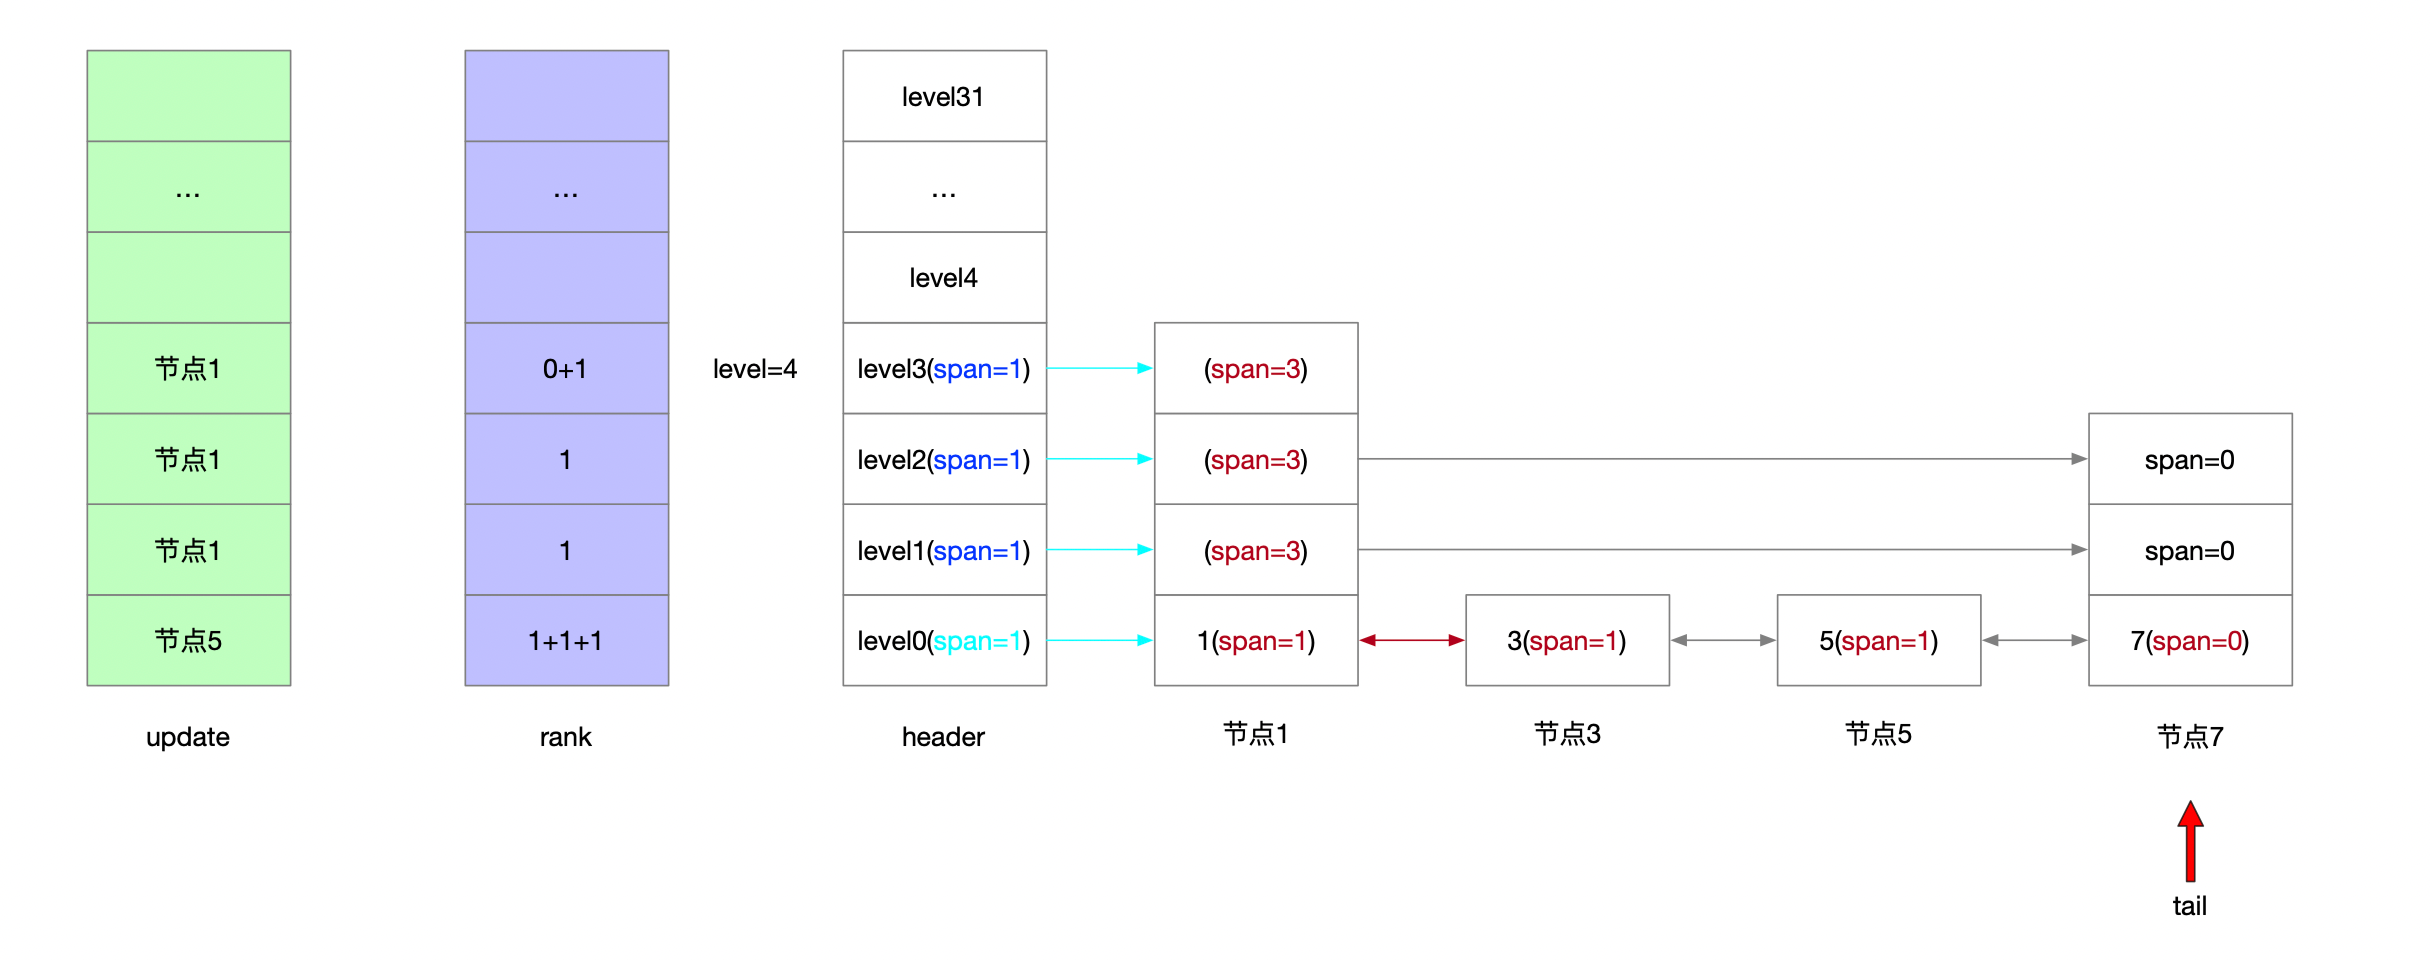 level31
...
...
...
level4
节点1
0+1
level=4
level3(span=1)
(span=3)
节点1
1
level2(span=1)
(span=3)
span=0
节点1
1
level1(span=1)
(span=3)
span=0
节点5
1+1+1
level0(span=1)
1(span=1)
3(span=1)
5(span=1)
7(span=0)
update
rank
header
节点1
节点3
节点5
节点7
tail